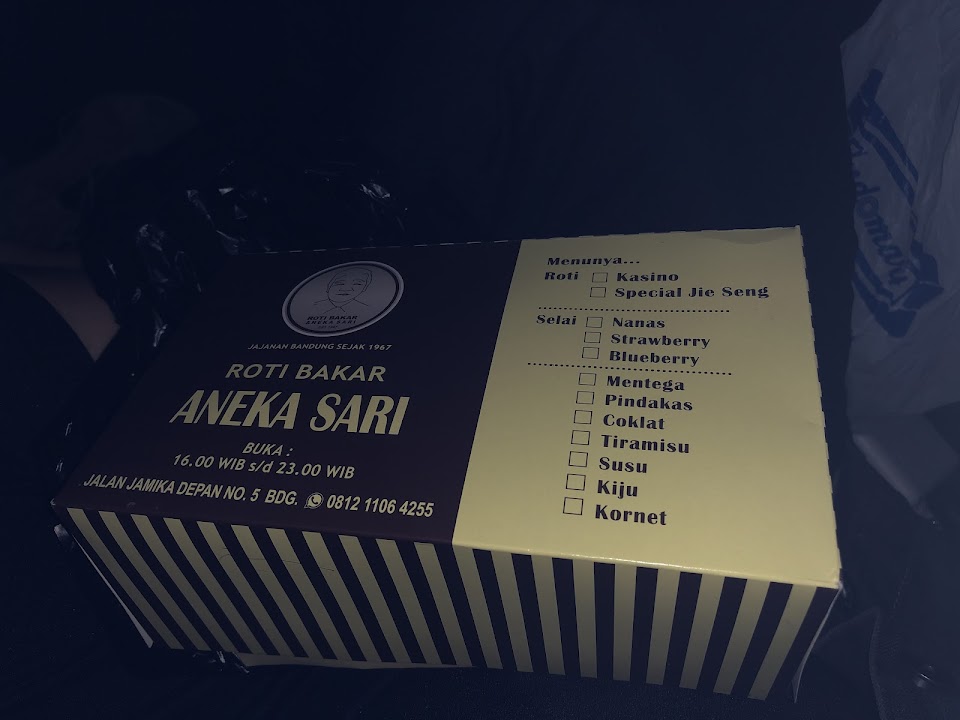 ROTI BAKAR
ANEKA SARI
JAJANAN BANDUNG SEJAK 1967
ROTI BAKAR
ANEKA SARI
BUKA :
16.00 WIB s/d 23.00 WIB
JALAN JAMIKA DEPAN NO. 5 BDG. 0812 1106 4255
Menunya...
Roti Kasino
Special Jie Seng
Selai Nanas
Strawberry
Blueberry
Mentega
Pindakas
Coklat
Tiramisu
Susu
Kiju
Kornet